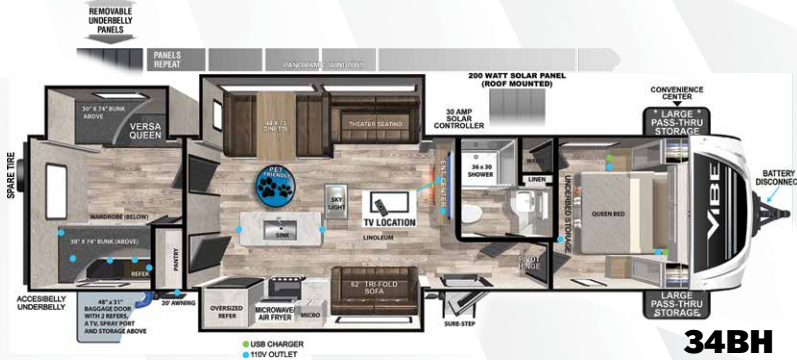 REMOVABLE
UNDERBELLY
PANELS
PANELS
REPEAT
PANORAMIC WINDOWS
200 WATT SOLAR PANEL
(ROOF MOUNTED)
CONVENIENCE
CENTER
LARGE
PASS-THRU
STORAGE
30 AMP
SOLAR
CONTROLLER
30" X 74" BUNK
ABOVE
VERSA
QUEEN
DINETTE
THEATER SEATING
SPARE TIRE
PET
FRIENDLY
SKY
LIGHT
TV LOCATION
ENT. CENTER
36 x 30
SHOWER
LINEN
UNDERBED STORAGE
QUEEN BED
VIBE
BATTERY
DISCONNEC
WARDROBE (BELOW)
38" X 74" BUNK (ABOVE)
REFER
PANTRY
SINK
LINOLEUM
PIVOT
HINGE
ACCESIBELLY
UNDERBELLY
48" x 31"
BAGGAGE DOOR
WITH 2 REFERS,
A TV, SPRAY PORT
AND STORAGE ABOVE
20' AWNING
OVERSIZED
REFER
MICROWAVE/
AIR FRYER
MICRO
62" TRI-FOLD
SOFA
SURE-STEP
LARGE
PASS-THRU
STORAGE
USB CHARGER
110V OUTLET
34BH